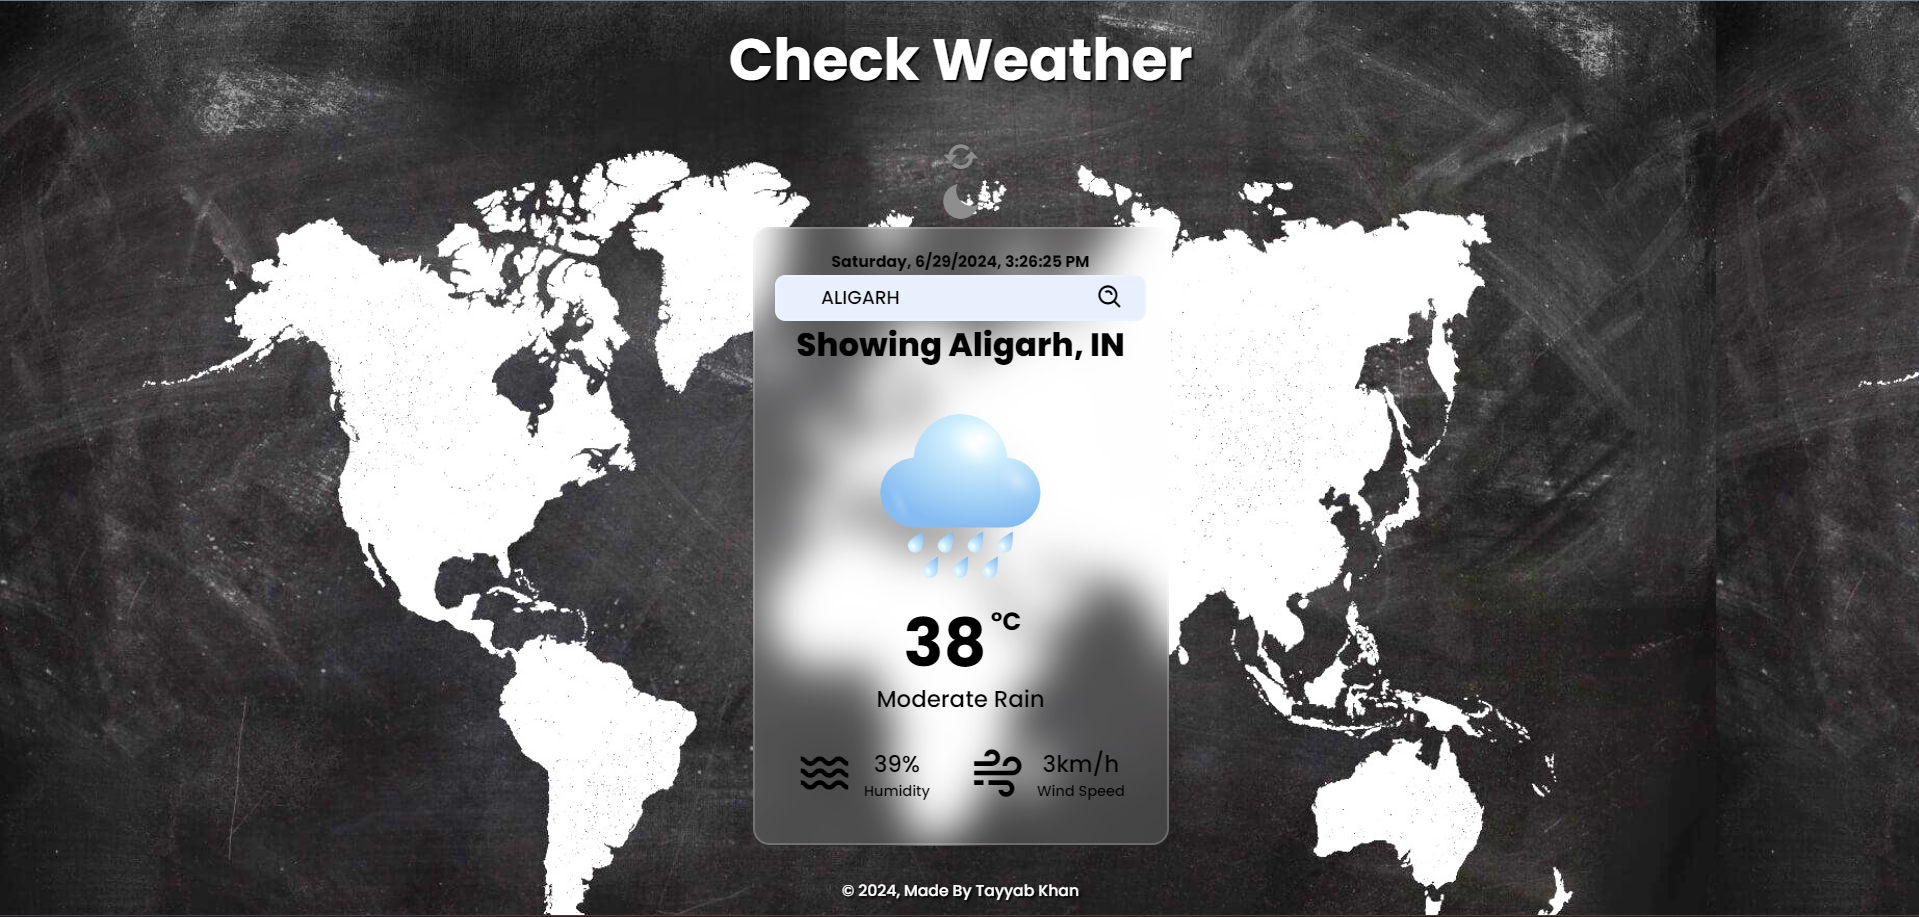 Check Weather
Saturday, 6/29/2024, 3:26:25 PM
ALIGARH
Showing Aligarh, IN
38 °C
Moderate Rain
39%
Humidity
3km/h
Wind Speed
© 2024, Made By Tayyab Khan